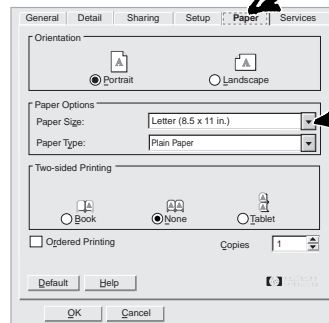 General Detail Sharing Setup Paper Services
Orientation
A A
Portrait Landscape
Paper Options
Paper Size: Letter (8.5 x 11 in.)
Paper Type: Plain Paper
Two-sided Printing
Book None Tablet
Ordered Printing Copies 1
Default Help
OK Cancel